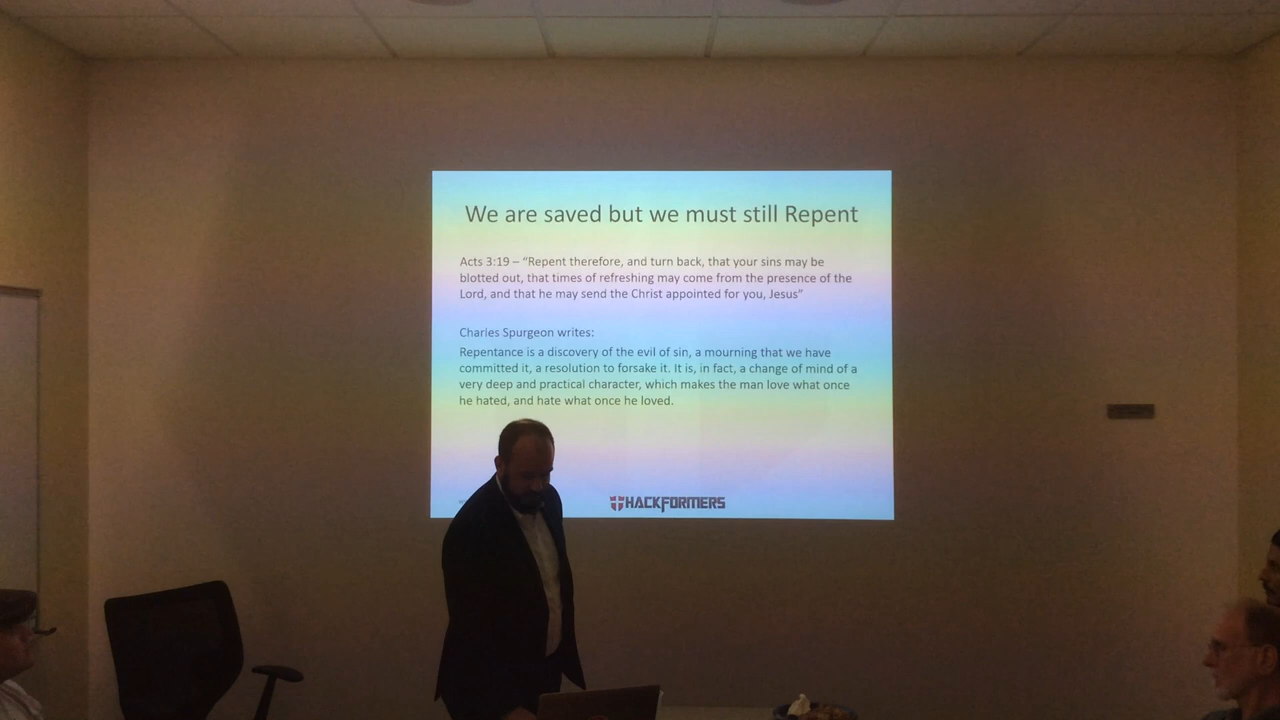 We are saved but we must still Repent
Acts 3:19 – “Repent therefore, and turn back, that your sins may be
blotted out, that times of refreshing may come from the presence of the
Lord, and that he may send the Christ appointed for you, Jesus”
Charles Spurgeon writes:
Repentance is a discovery of the evil of sin, a mourning that we have
committed it, a resolution to forsake it. It is, in fact, a change of mind of a
very deep and practical character, which makes the man love what once
he hated, and hate what once he loved.
HACKFORMERS